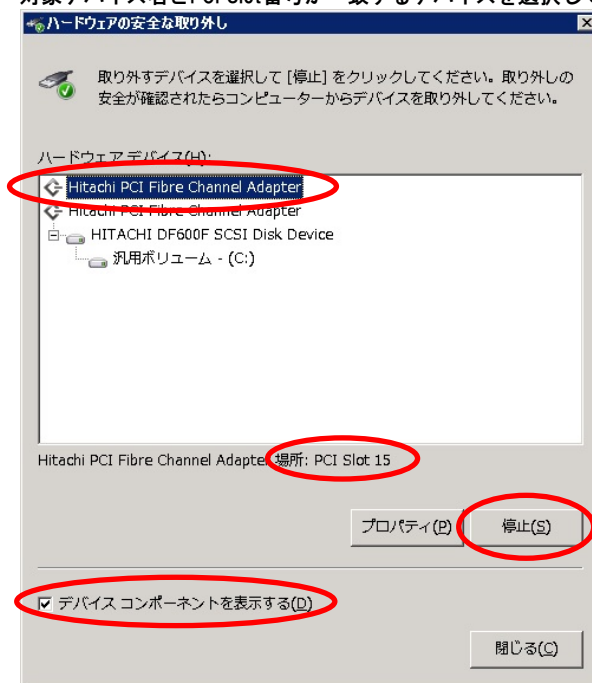 ハードウェアの安全な取り外し
取り外すデバイスを選択して [停止] をクリックしてください。取り外しの
安全が確認されたらコンピューターからデバイスを取り外してください。
ハードウェア デバイス(H):
Hitachi PCI Fibre Channel Adapter
Hitachi PCI Fibre Channel Adapter
HITACHI DF600F SCSI Disk Device
汎用ボリューム - (C:)
Hitachi PCI Fibre Channel Adapter 場所: PCI Slot 15
プロパティ(P)
停止(S)
デバイス コンポーネントを表示する(D)
閉じる(C)